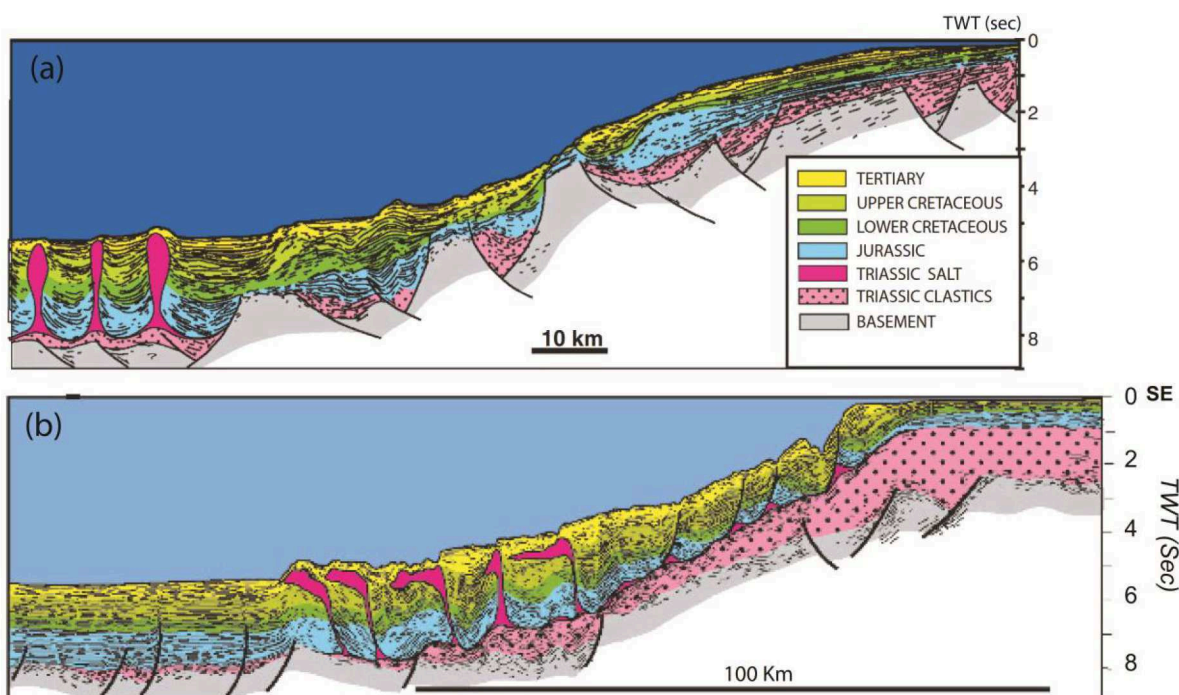 TWT (sec)
(a)
0
2
4
6
8
TERTIARY
UPPER CRETACEOUS
LOWER CRETACEOUS
JURASSIC
TRIASSIC SALT
TRIASSIC CLASTICS
BASEMENT
10 km
(b)
0 SE
2
4
6
8
TWT (Sec)
100 Km